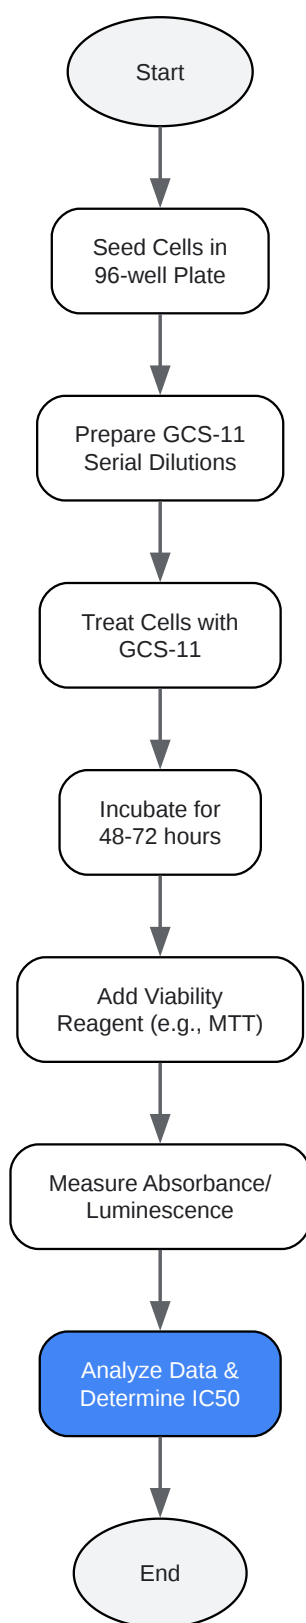 Start
Seed Cells in
96-well Plate
Prepare GCS-11
Serial Dilutions
Treat Cells with
GCS-11
Incubate for
48-72 hours
Add Viability
Reagent (e.g., MTT)
Measure Absorbance/
Luminescence
Analyze Data &
Determine IC50
End